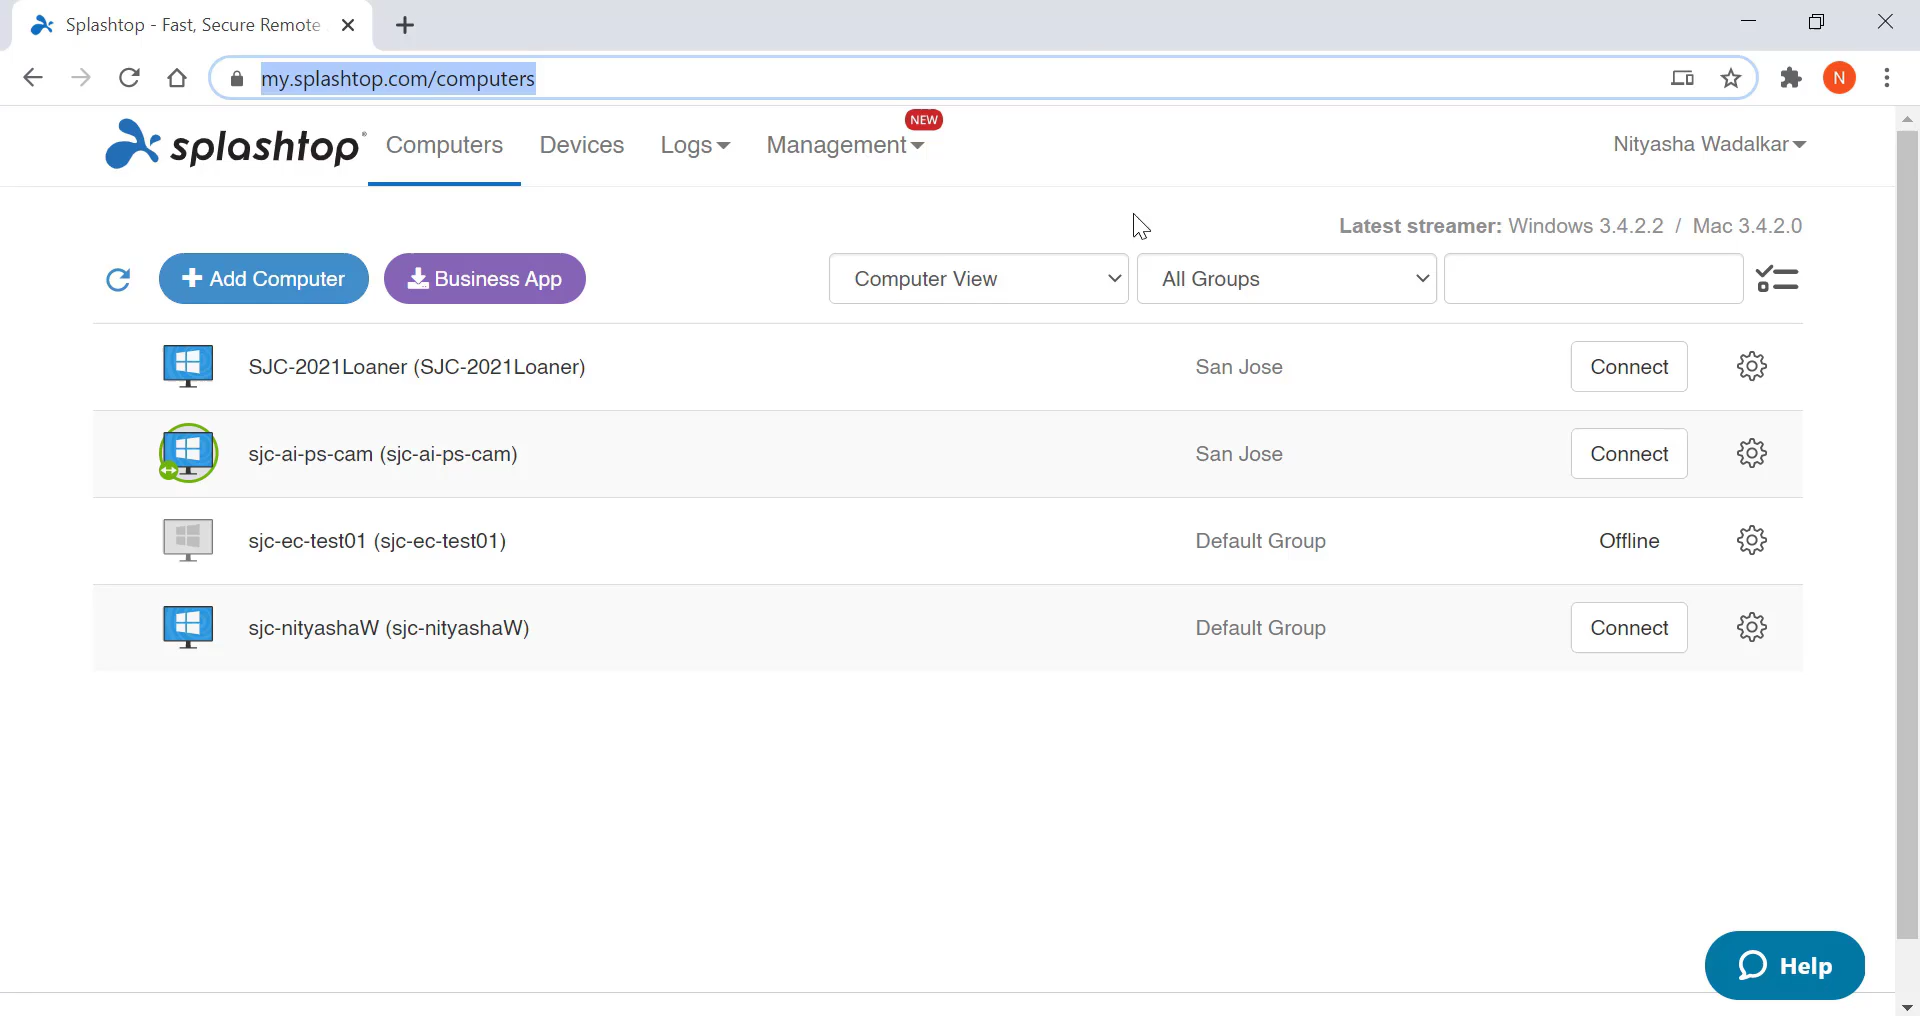 Splashtop - Fast, Secure Remote
my.splashtop.com/computers
N
splashtop®
Computers
Devices
Logs
Management
NEW
Nityasha Wadalkar
Latest streamer: Windows 3.4.2.2 / Mac 3.4.2.0
Add Computer
Business App
Computer View
All Groups
SJC-2021Loaner (SJC-2021Loaner)
San Jose
Connect
sjc-ai-ps-cam (sjc-ai-ps-cam)
San Jose
Connect
sjc-ec-test01 (sjc-ec-test01)
Default Group
Offline
sjc-nityashaW (sjc-nityashaW)
Default Group
Connect
Help